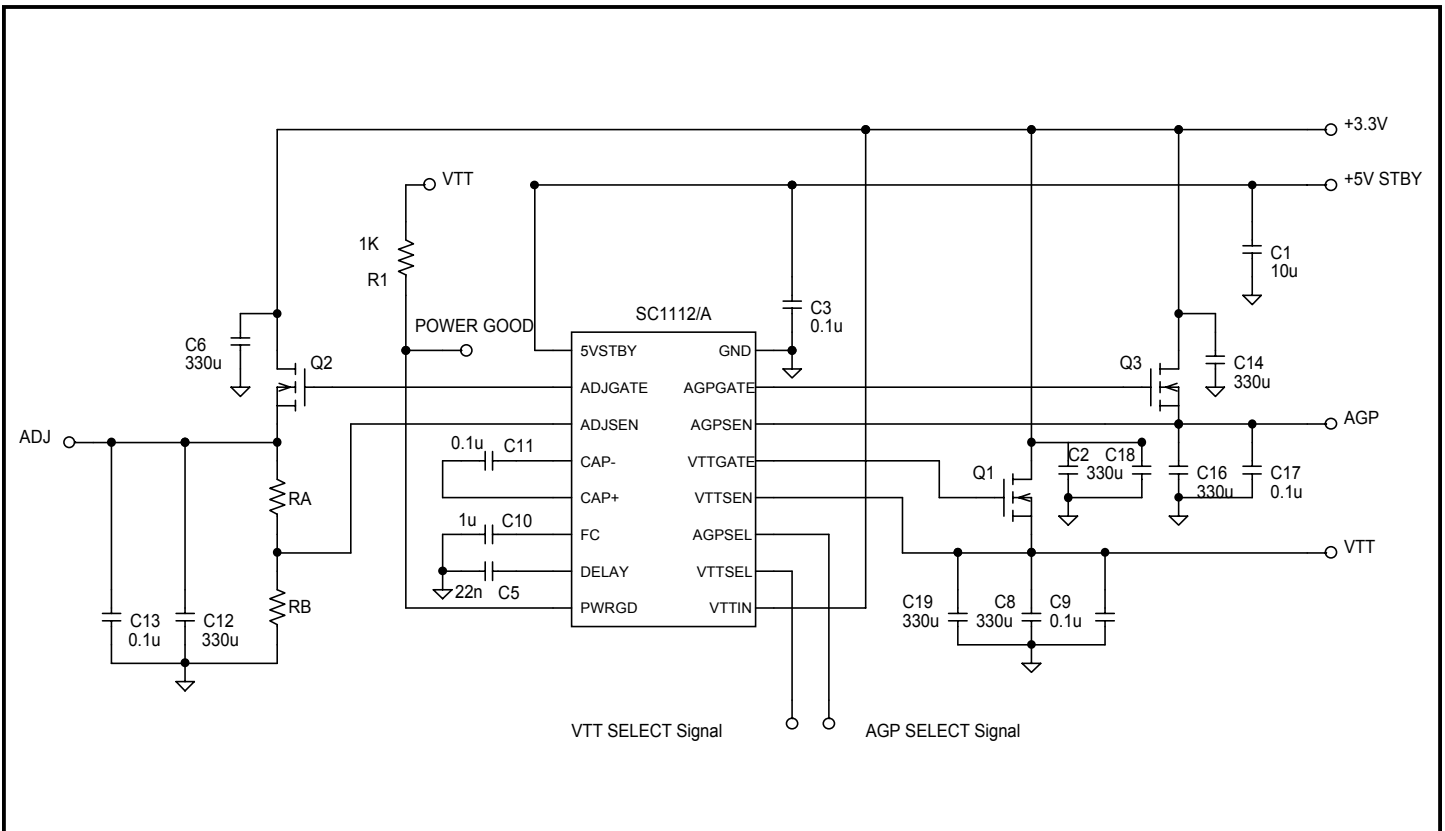 +3.3V
VTT
+5V STBY
1K
R1
C1
10u
SC1112/A
C3
0.1u
POWER GOOD
C6
330u
Q2
5VSTBY
GND
Q3
C14
330u
ADJGATE
AGPGATE
ADJ
ADJSEN
AGPSEN
AGP
0.1u
C11
CAP-
VTTGATE
C2
C18
330u
C16
330u
C17
0.1u
Q1
RA
CAP+
VTTSEN
1u
C10
FC
AGPSEL
VTT
22n
C5
DELAY
VTTSEL
RB
PWRGD
VTTIN
C13
0.1u
C12
330u
C19
330u
C8
330u
C9
0.1u
VTT SELECT Signal
AGP SELECT Signal